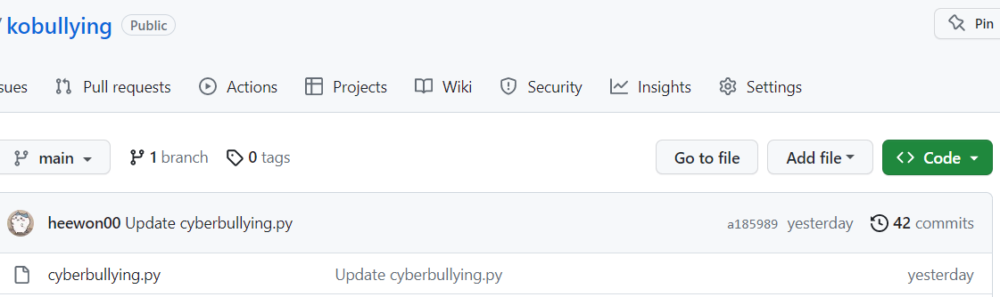 / kobullying Public Pin
sues Pull requests Actions Projects Wiki Security Insights Settings
main 1 branch 0 tags Go to file Add file <> Code
heewon00 Update cyberbullying.py a185989 yesterday 42 commits
cyberbullying.py Update cyberbullying.py yesterday